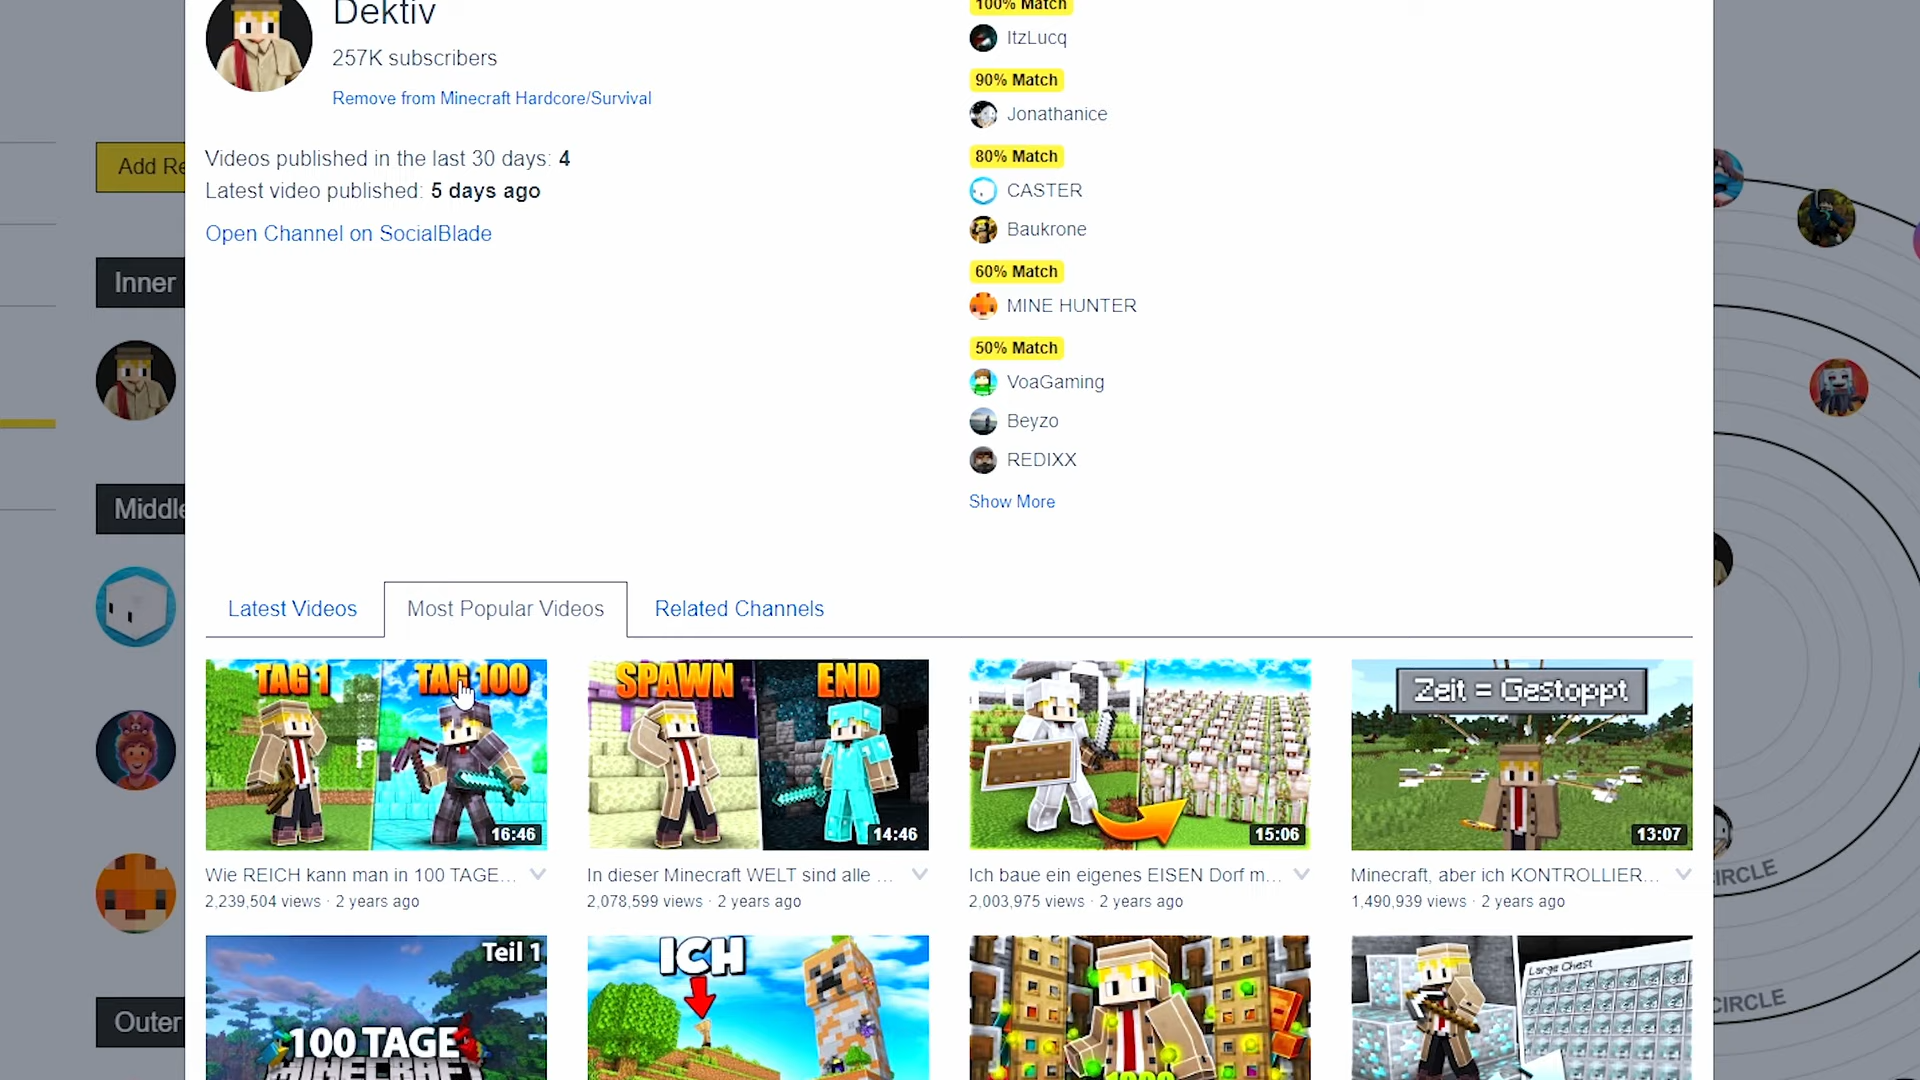 Dektiv
257K subscribers
Remove from Minecraft Hardcore/Survival
Videos published in the last 30 days: 4
Latest video published: 5 days ago
Open Channel on SocialBlade
100% Match
ItzLucq
90% Match
Jonathanice
80% Match
CASTER
Baukrone
60% Match
MINE HUNTER
50% Match
VoaGaming
Beyzo
REDIXX
Show More
Add Re
Inner
Middle
Outer
Latest Videos
Most Popular Videos
Related Channels
TAG 1
TAG 100
16:46
SPAWN
END
14:46
15:06
Zeit = Gestoppt
13:07
Wie REICH kann man in 100 TAGE...
2,239,504 views · 2 years ago
In dieser Minecraft WELT sind alle ...
2,078,599 views · 2 years ago
Ich baue ein eigenes EISEN Dorf m...
2,003,975 views · 2 years ago
Minecraft, aber ich KONTROLLIER...
1,490,939 views · 2 years ago
Teil 1
100 TAGE
MINECRAFT
ICH
Large Chest
CIRCLE
CIRCLE